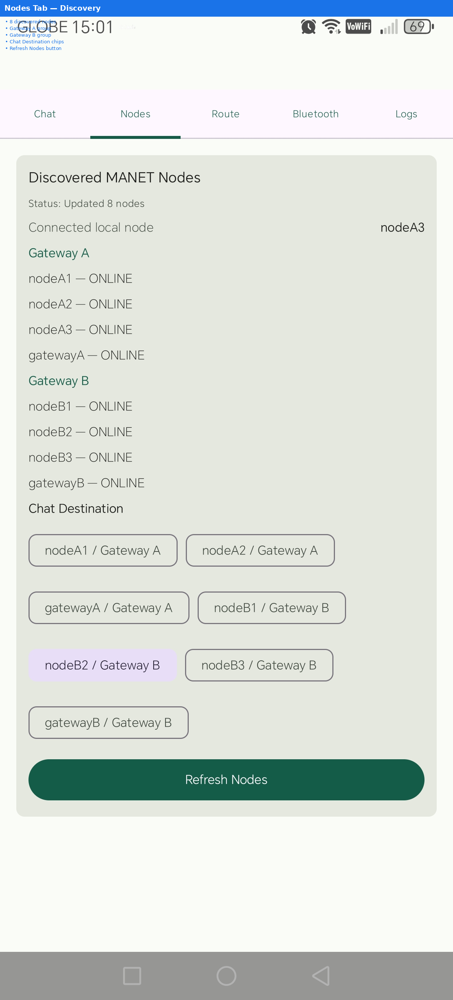 Nodes Tab — Discovery
• 8 discovered nodes
• Gateway A group
• Gateway B group
• Chat Destination chips
• Refresh Nodes button
GLOBE 15:01
VoWiFi
69
Chat Nodes Route Bluetooth Logs
Discovered MANET Nodes
Status: Updated 8 nodes
Connected local node nodeA3
Gateway A
nodeA1 — ONLINE
nodeA2 — ONLINE
nodeA3 — ONLINE
gatewayA — ONLINE
Gateway B
nodeB1 — ONLINE
nodeB2 — ONLINE
nodeB3 — ONLINE
gatewayB — ONLINE
Chat Destination
nodeA1 / Gateway A nodeA2 / Gateway A
gatewayA / Gateway A nodeB1 / Gateway B
nodeB2 / Gateway B nodeB3 / Gateway B
gatewayB / Gateway B
Refresh Nodes